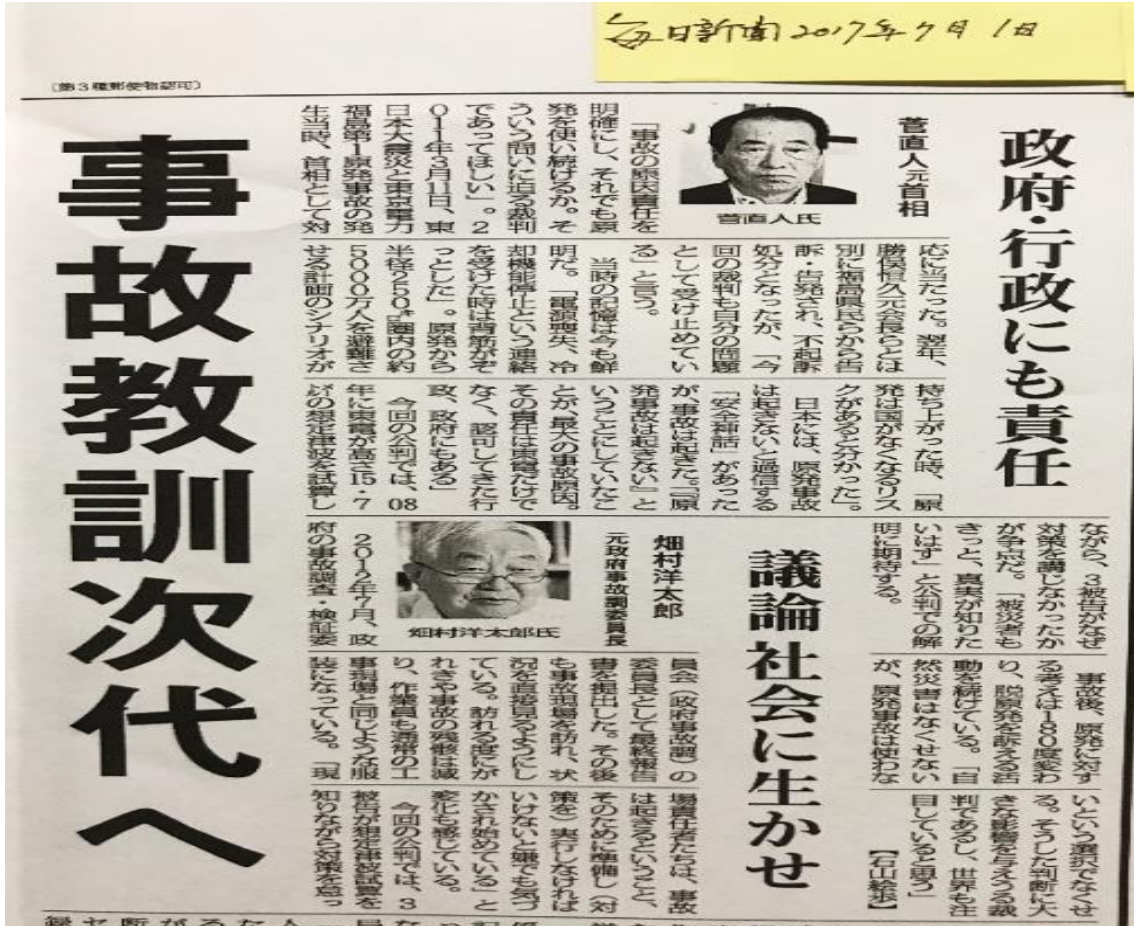 毎日新聞2017年7月1日
(第3種郵便物認可)
事故教訓次代へ
政府・行政にも責任
菅直人元首相
菅直人氏
「事故の原因責任を
明確にし、それでも原
発を使い続けるか。そ
ういう問いに迫る裁判
であってほしい」。2
011年3月11日、東
日本大震災と東京電力
福島第1原発事故の発
生当時、首相として対
応に当たった。翌年、
勝俣恒久元会長らとは
別に福島県民らから告
訴・告発され、不起訴
処分となったが、「今
回の裁判も自分の問題
として受け止めてい
る」と言う。
当時の記憶は今も鮮
明だ。「電源喪失、冷
却機能停止という連絡
を受けた時は背筋がぞ
っとした」。原発から
半径250㌔圏内の約
5000万人を避難さ
せる計画のシナリオが
持ち上がった時、「原
発は国がなくなるリス
クがあると分かった」。
日本には、原発事故
は起きないと過信する
「安全神話」があった
が、事故は起きた。「『原
発事故は起きない』と
いうことにしていたこ
とが、最大の事故原因。
その責任は東電だけで
なく、認可してきた行
政、政府にもある」
今回の公判では、08
年に東電が高さ15・7
㍍の想定津波を試算し
ながら、3被告がなぜ
対策を講じなかったか
が争点だ。「被災者も
きっと、真実が知りた
いはず」と公判での解
明に期待する。
事故後、原発に対す
る考えは180度変わ
り、脱原発を訴える活
動を続けている。「自
然災害はなくせない
が、原発事故は使わな
いという選択でなくせ
る。そうした判断に大
きな影響を与えうる裁
判であるし、世界も注
目していると思う」
【石山絵歩】
議論 社会に生かせ
畑村洋太郎
元政府事故調委員長
畑村洋太郎氏
2012年7月、政
府の事故調査・検証委
員会(政府事故調)の
委員長として最終報告
書を提出した。その後
も事故現場を訪れ、状
況を直接見るようにし
ている。訪れる度にが
れきや事故の残骸は減
り、作業員も通常の工
事現場と同じような服
装になっている。「現
場責任者たちは、事故
は起きるということ、
そのために準備し(対
策を)実行しなければ
いけないと嫌でも気づ
かされ始めている」と
変化も感じている。
今回の公判では、3
被告が想定津波試算を
知りながら対策を怠っ